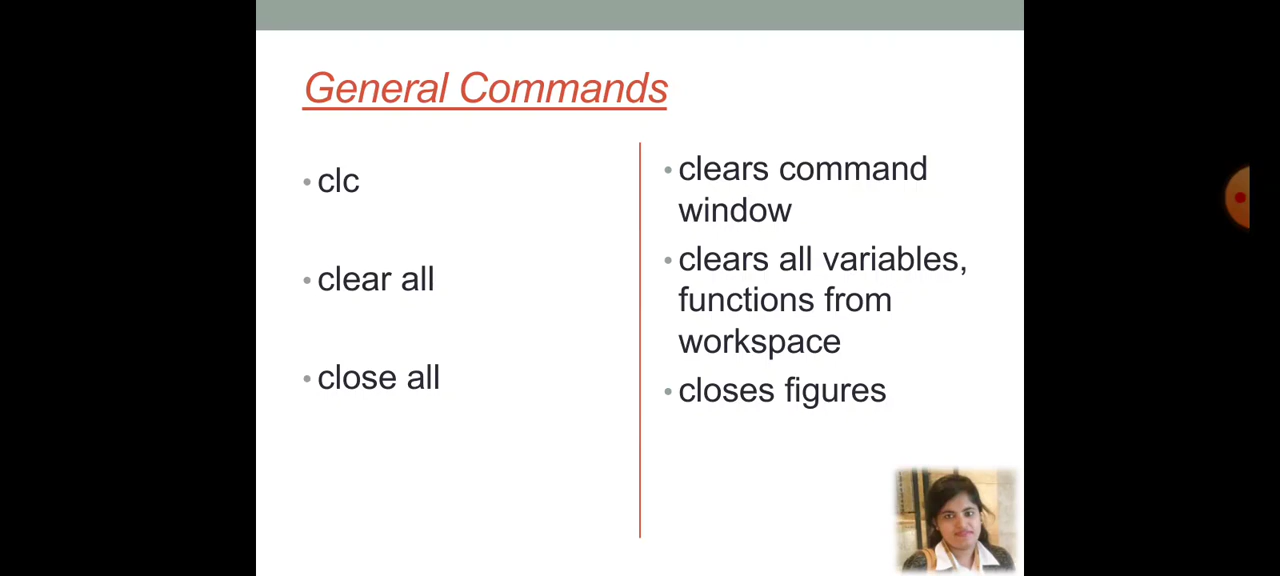 General Commands
clc
clear all
close all
clears command
window
clears all variables,
functions from
workspace
closes figures